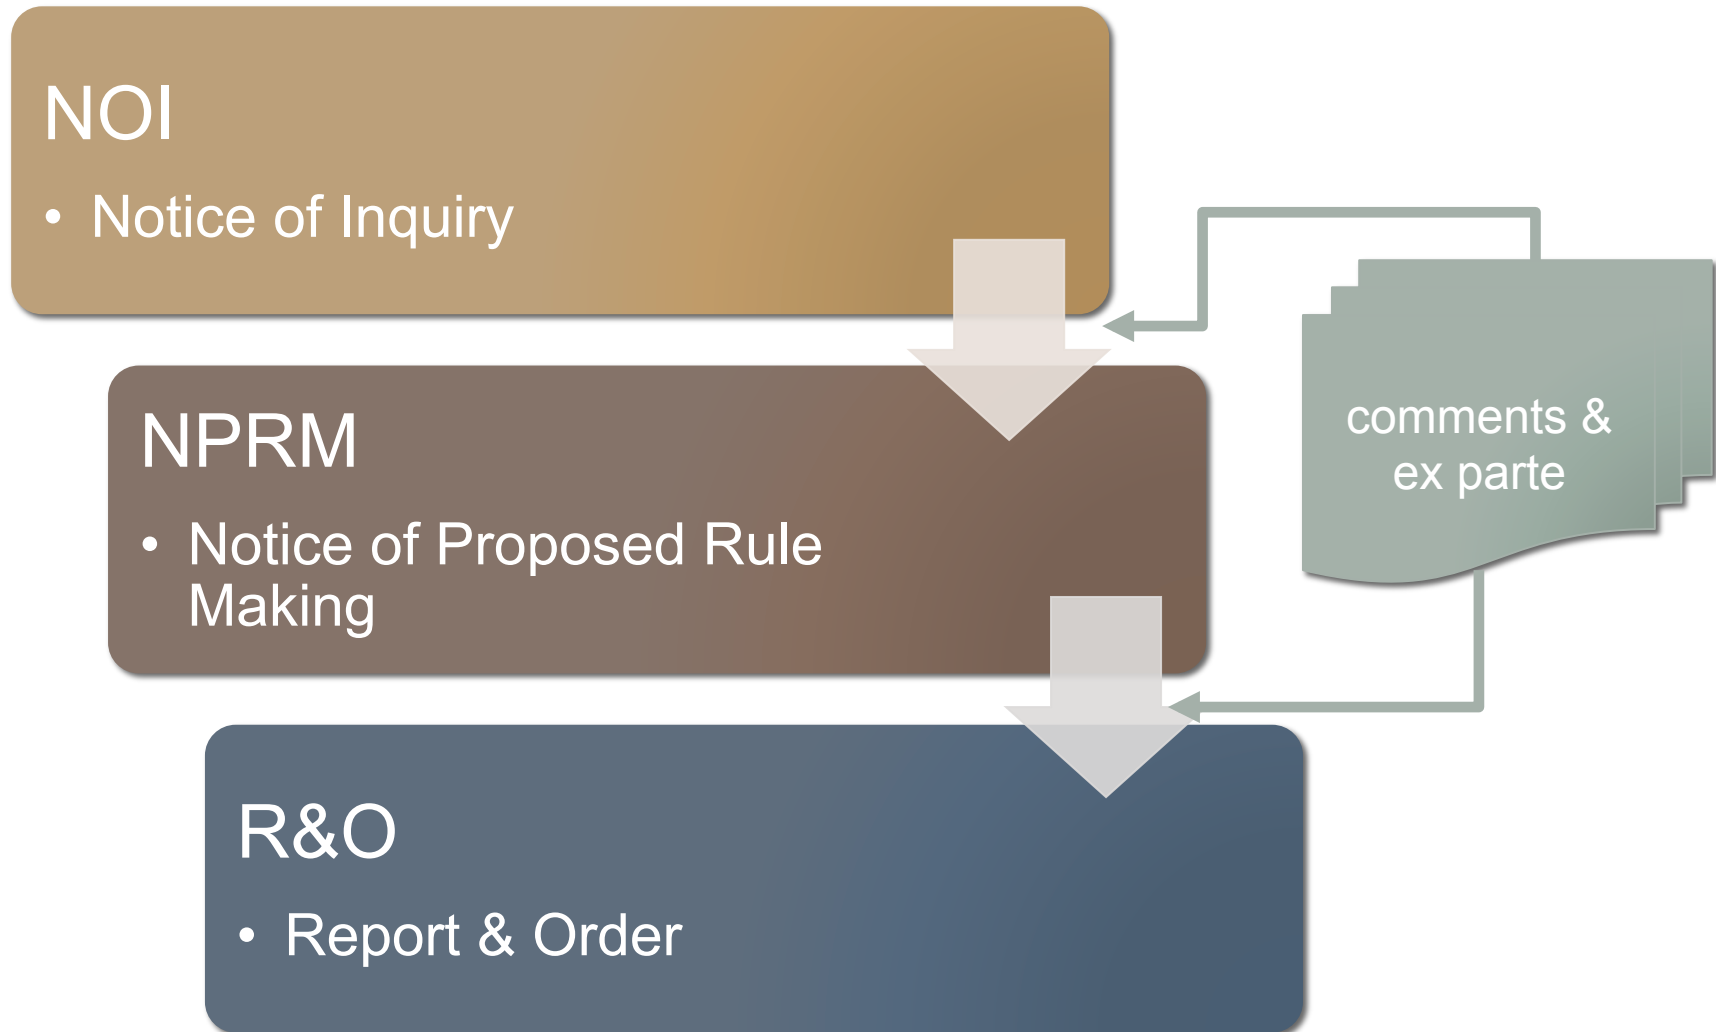 NOI
• Notice of Inquiry
NPRM
• Notice of Proposed Rule
Making
comments &
ex parte
R&O
• Report & Order